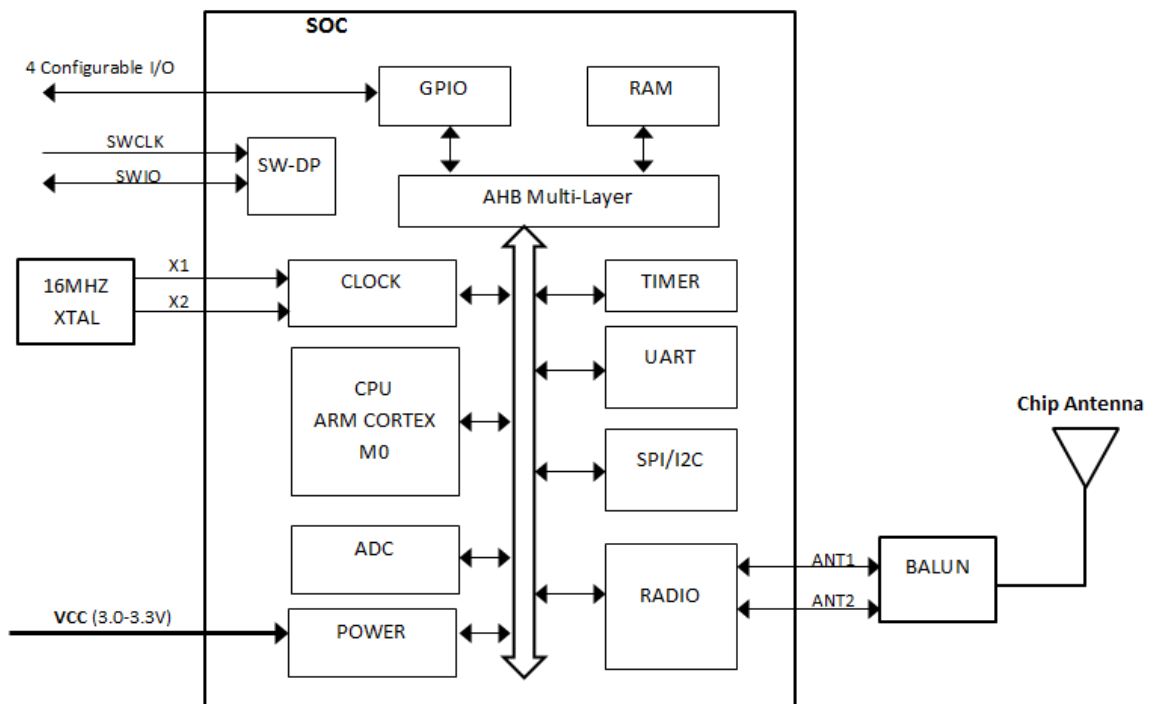 SOC
4 Configurable I/O
GPIO
RAM
SWCLK
SW-DP
SWIO
AHB Multi-Layer
X1
16MHZ
XTAL
X2
CLOCK
TIMER
UART
CPU
ARM CORTEX
M0
Chip Antenna
SPI/I2C
ADC
ANT1
BALUN
RADIO
ANT2
VCC (3.0-3.3V)
POWER